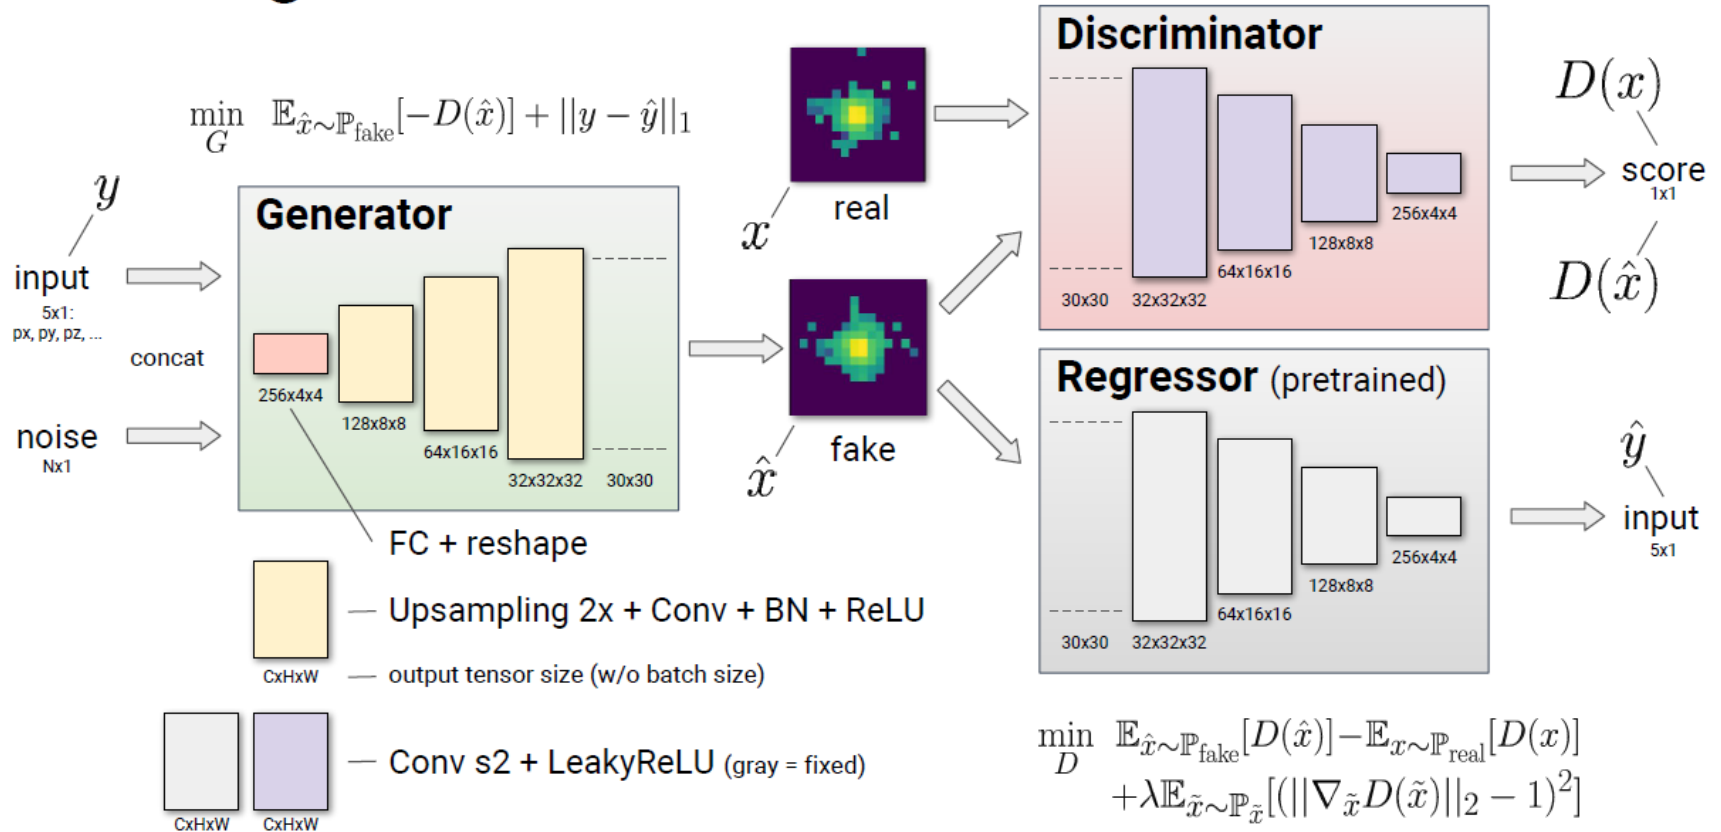 min_G 𝔼_{x̂∼ℙ_fake}[-D(x̂)] + ||y − ŷ||_1
y
input
5x1:
px, py, pz, ...
concat
noise
Nx1
Generator
256x4x4
128x8x8
64x16x16
32x32x32
30x30
FC + reshape
Upsampling 2x + Conv + BN + ReLU
CxHxW
output tensor size (w/o batch size)
Conv s2 + LeakyReLU (gray = fixed)
CxHxW
CxHxW
x
real
x̂
fake
Discriminator
30x30
32x32x32
64x16x16
128x8x8
256x4x4
D(x)
score
1x1
D(x̂)
Regressor (pretrained)
30x30
32x32x32
64x16x16
128x8x8
256x4x4
ŷ
input
5x1
min_D 𝔼_{x̂∼ℙ_fake}[D(x̂)] − 𝔼_{x∼ℙ_real}[D(x)]
+λ𝔼_{x̃∼ℙ_x̃}[(||∇_x̃ D(x̃)||_2 − 1)^2]